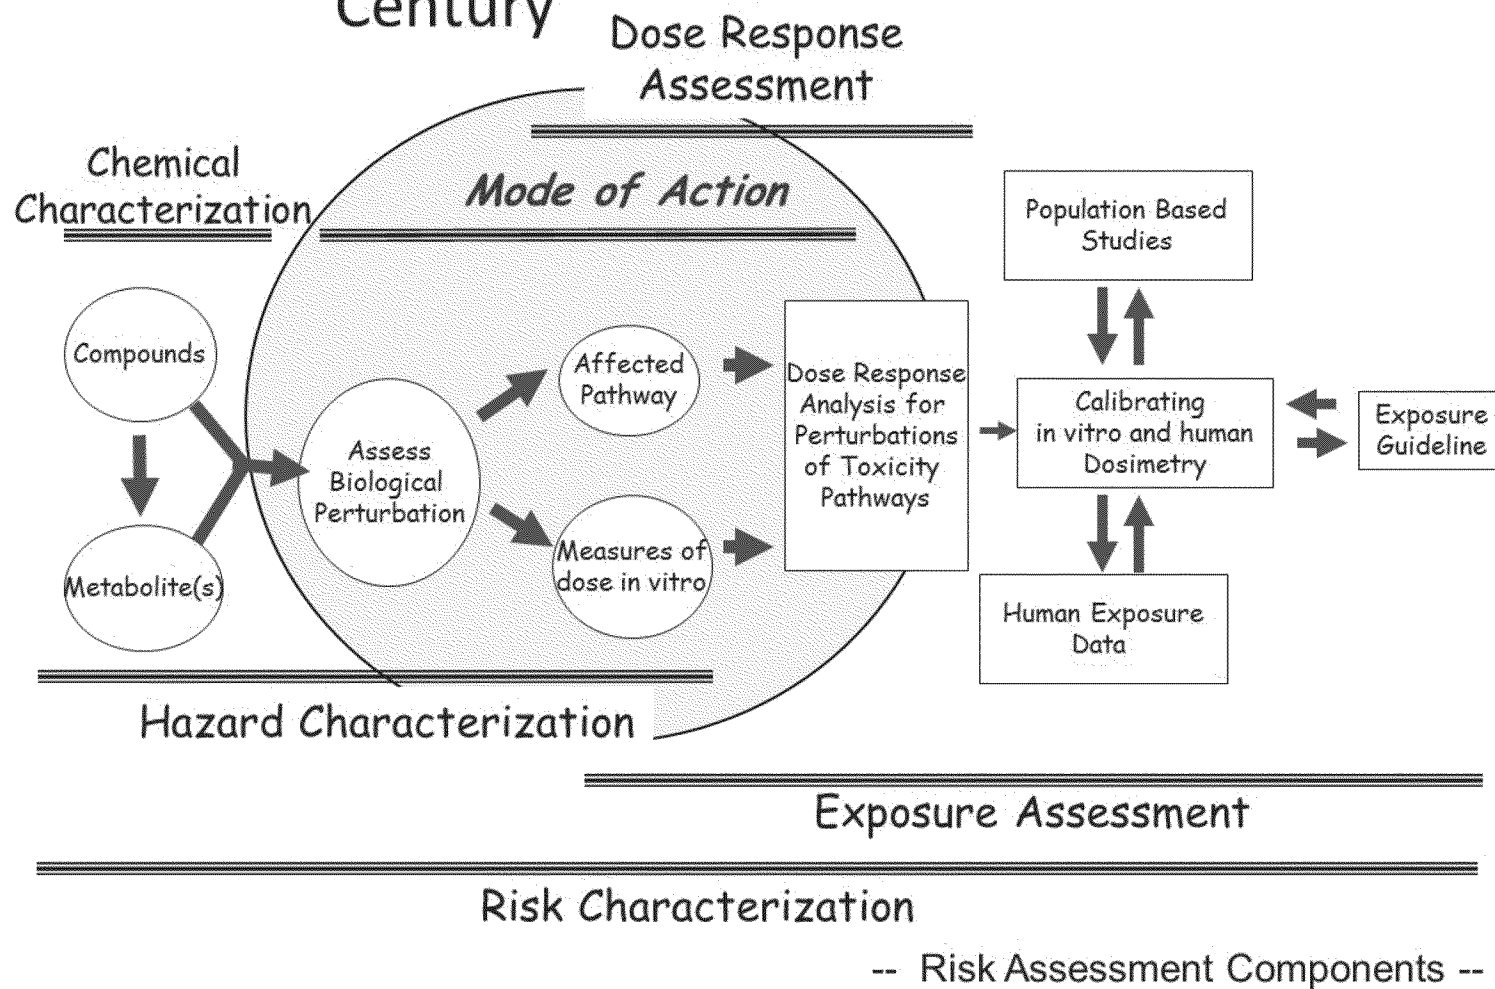 Century
Dose Response
Assessment
Chemical
Characterization
Mode of Action
Population Based
Studies
Compounds
Affected
Pathway
Dose Response
Analysis for
Perturbations
of Toxicity
Pathways
Calibrating
in vitro and human
Dosimetry
Exposure
Guideline
Assess
Biological
Perturbation
Measures of
dose in vitro
Metabolite(s)
Human Exposure
Data
Hazard Characterization
Exposure Assessment
Risk Characterization
-- Risk Assessment Components --